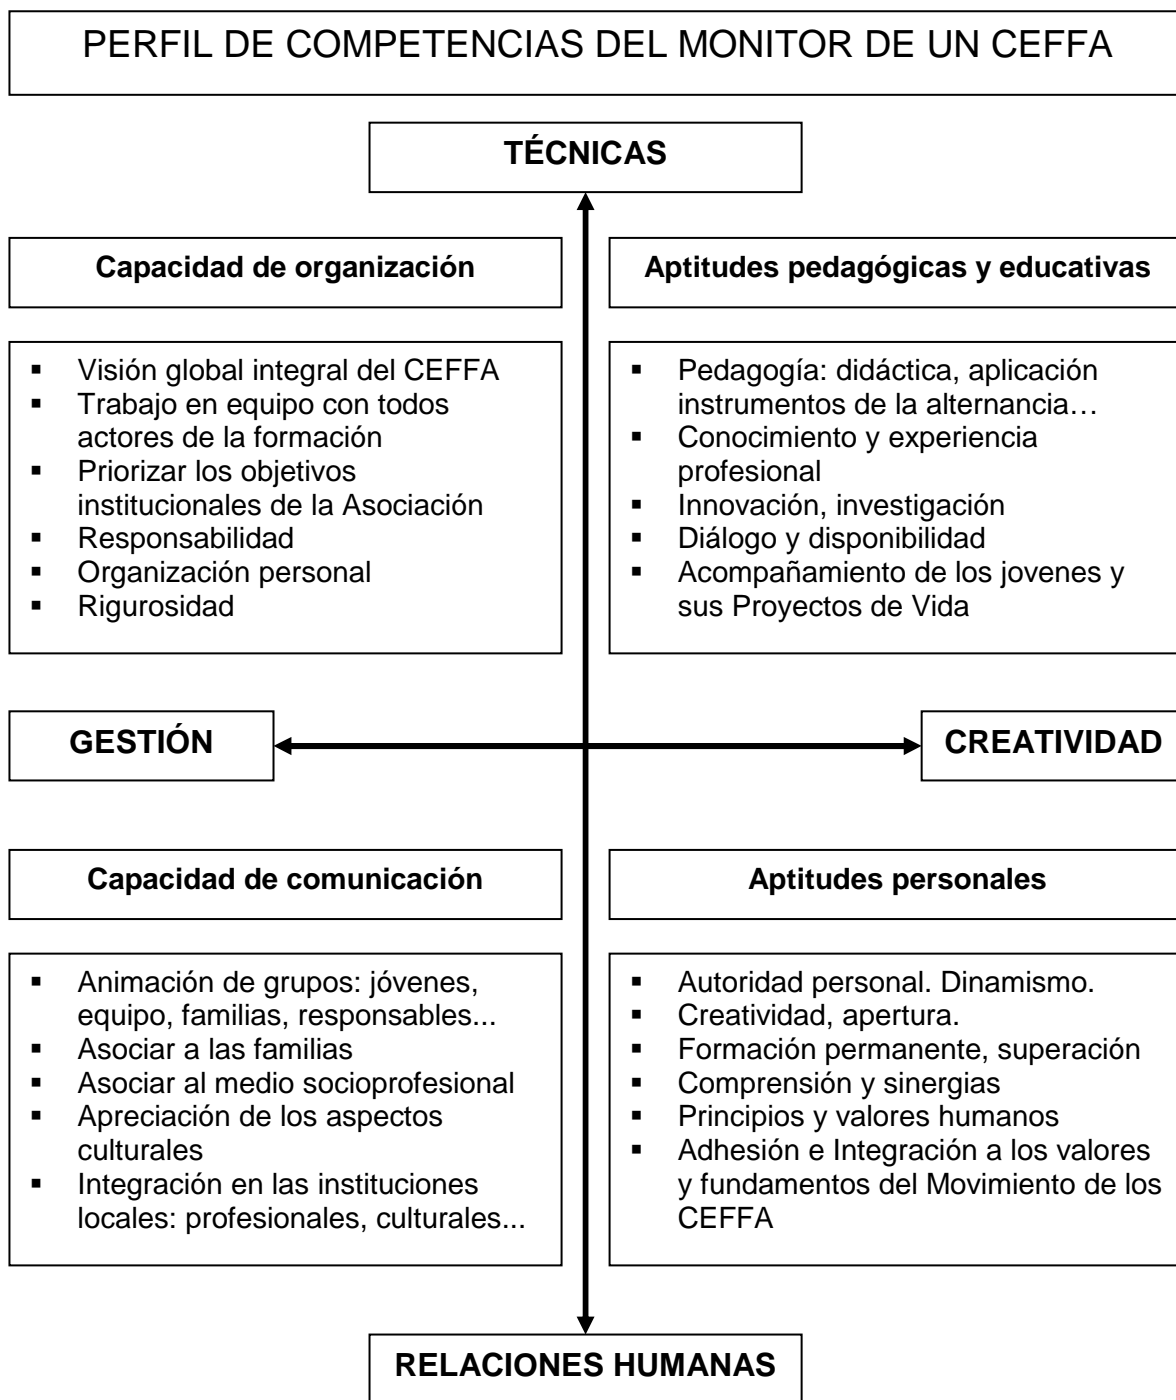 PERFIL DE COMPETENCIAS DEL MONITOR DE UN CEFFA
TÉCNICAS
Capacidad de organización
▪ Visión global integral del CEFFA
▪ Trabajo en equipo con todos
actores de la formación
▪ Priorizar los objetivos
institucionales de la Asociación
▪ Responsabilidad
▪ Organización personal
▪ Rigurosidad
Aptitudes pedagógicas y educativas
▪ Pedagogía: didáctica, aplicación
instrumentos de la alternancia…
▪ Conocimiento y experiencia
profesional
▪ Innovación, investigación
▪ Diálogo y disponibilidad
▪ Acompañamiento de los jovenes y
sus Proyectos de Vida
GESTIÓN
CREATIVIDAD
Capacidad de comunicación
▪ Animación de grupos: jóvenes,
equipo, familias, responsables...
▪ Asociar a las familias
▪ Asociar al medio socioprofesional
▪ Apreciación de los aspectos
culturales
▪ Integración en las instituciones
locales: profesionales, culturales...
Aptitudes personales
▪ Autoridad personal. Dinamismo.
▪ Creatividad, apertura.
▪ Formación permanente, superación
▪ Comprensión y sinergias
▪ Principios y valores humanos
▪ Adhesión e Integración a los valores
y fundamentos del Movimiento de los
CEFFA
RELACIONES HUMANAS